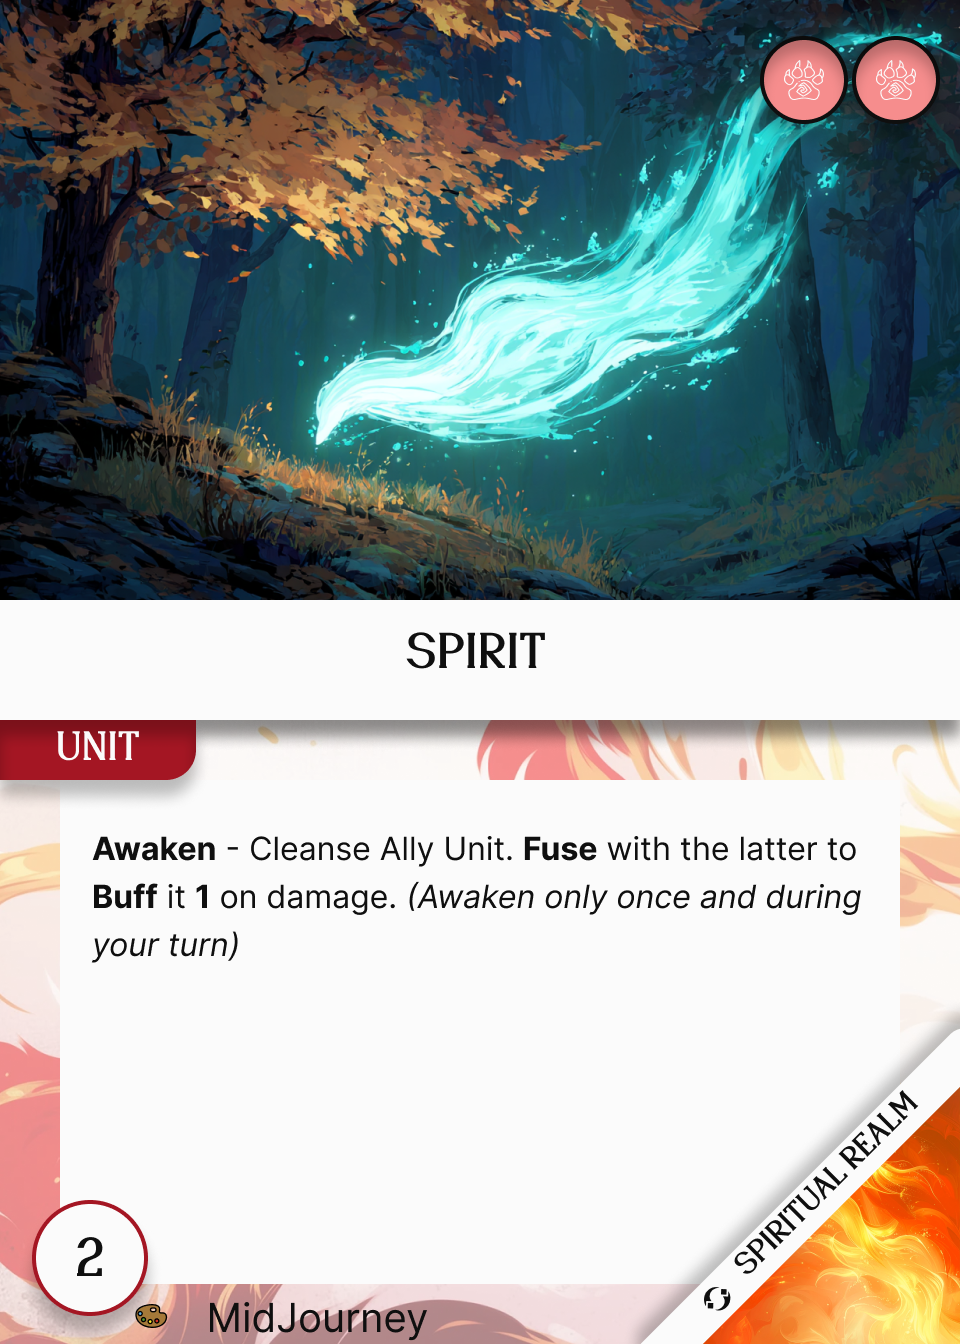 SPIRIT
UNIT
Awaken - Cleanse Ally Unit. Fuse with the latter to
Buff it 1 on damage. (Awaken only once and during
your turn)
SPIRITUAL REALM
2
MidJourney